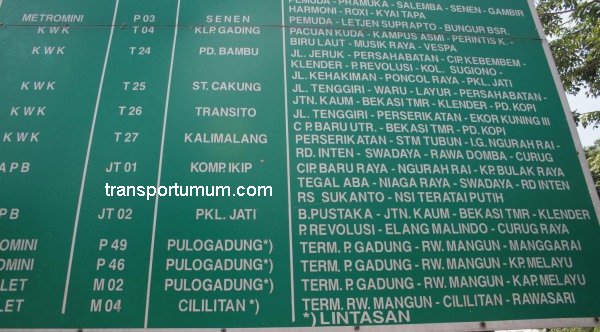 PEMUDA - PRAMUKA - SALEMBA - SENEN - GAMBIR
METROMINI P 03 SENEN HARMONI - ROXI - KYAI TAPA
PEMUDA - LETJEN SUPRAPTO - BUNGUR BSR.
K W K T 04 KLP. GADING PACUAN KUDA - KAMPUS ASMI - PERINTIS K.
BIRU LAUT - MUSIK RAYA - VESPA
K W K T 24 PD. BAMBU JL. JERUK - PERSAHABATAN - CIP. KEBEMBEM -
KLENDER - P. REVOLUSI - KOL. SUGIONO -
JL. KEHAKIMAN - PONCOL RAYA - PKL. JATI
K W K T 25 ST. CAKUNG JL. TENGGIRI - WARU - LAYUR - PERSAHABATAN -
JTN. KAUM - BEKASI TMR - KLENDER - PD. KOPI
K W K T 26 TRANSITO JL. TENGGIRI - PERSERIKATAN - EKOR KUNING III
C P. BARU UTR. - BEKASI TMR - PD. KOPI
K W K T 27 KALIMALANG PERSERIKATAN - STM TUBUN - I.G. NGURAH RAI -
RD. INTEN - SWADAYA - RAWA DOMBA - CURUG
A P B JT 01 KOMP. IKIP CIP. BARU RAYA - NGURAH RAI - KP. BULAK RAYA
transportumum.com
TEGAL ABA - NIAGA RAYA - SWADAYA - RD INTEN
RS SUKANTO - NSI TERATAI PUTIH
P B JT 02 PKL. JATI B. PUSTAKA - JTN. KAUM - BEKASI TMR - KLENDER
P. REVOLUSI - ELANG MALINDO - CURUG RAYA
OMINI P 49 PULOGADUNG*) TERM. P. GADUNG - RW. MANGUN - MANGGARAI
OMINI P 46 PULOGADUNG*) TERM. P. GADUNG - RW. MANGUN - KP. MELAYU
LET M 02 PULOGADUNG*) TERM. P. GADUNG - RW. MANGUN - KAP. MELAYU
LET M 04 CILILITAN *) TERM. RW. MANGUN - CILILITAN - RAWASARI
*) LINTASAN